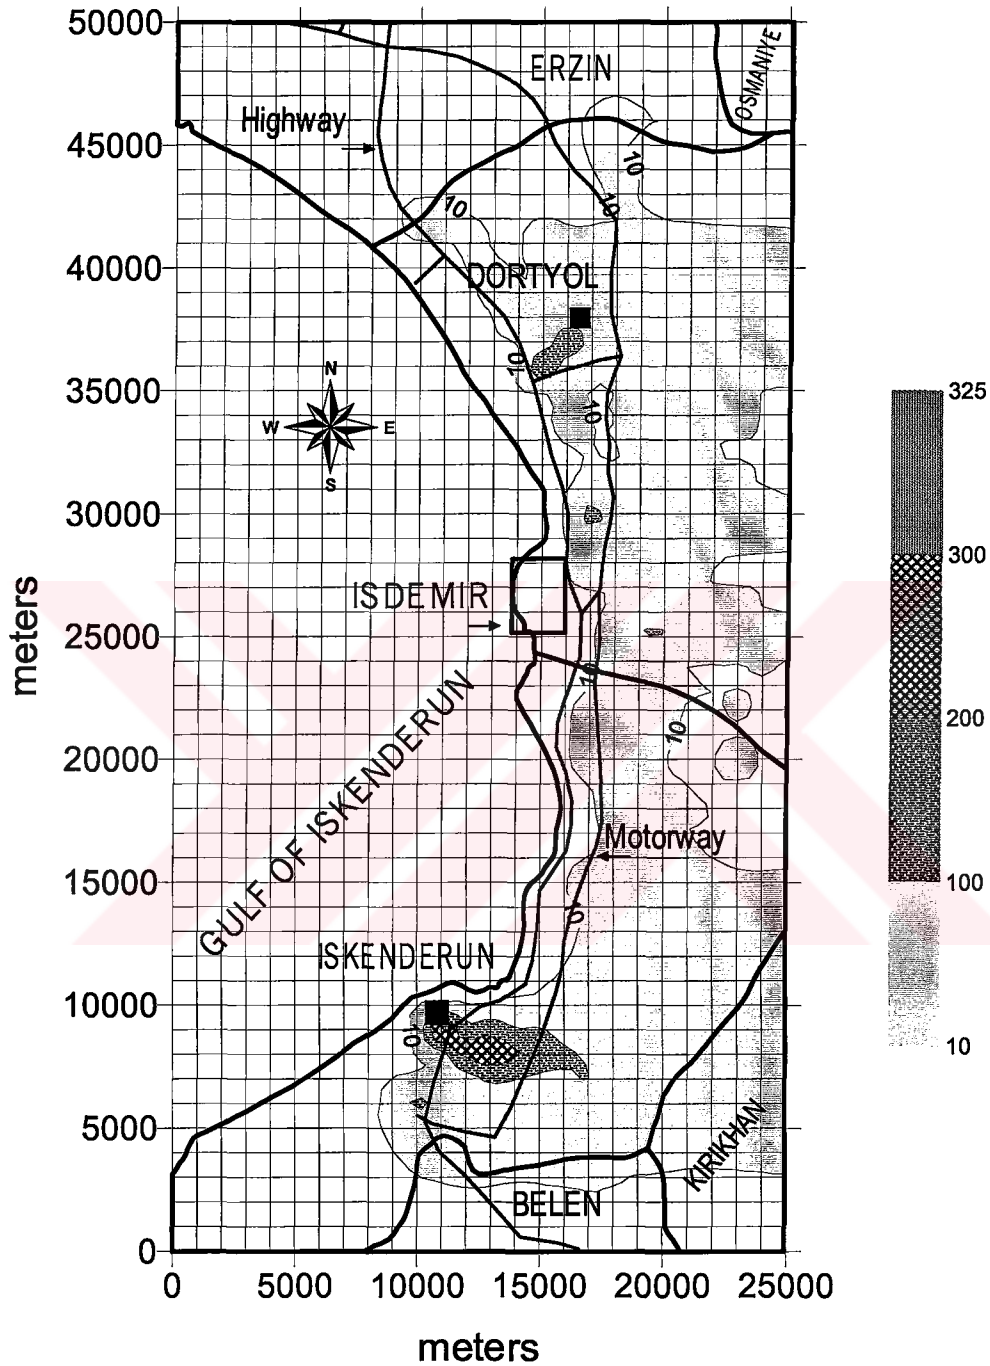 50000
45000
40000
35000
30000
25000
20000
15000
10000
5000
0
meters
0
5000
10000
15000
20000
25000
meters
ERZIN
OSMANIYE
Highway
10
10
10
DORTYOL
10
10
N
W
E
S
ISDEMIR
10
GULF OF ISKENDERUN
10
Motorway
10
ISKENDERUN
10
KIRIKHAN
BELEN
325
300
200
100
10